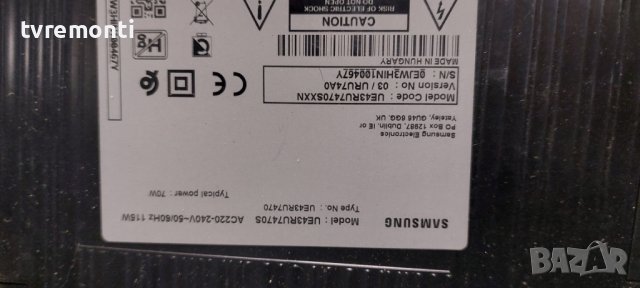 tvremonti
SAMSUNG
Model : UE43RU7470S AC220-240V~50/60Hz 115W
Type No. : UE43RU7470
Typical power : 70W
Samsung Electronics
PO Box 12987, Dublin. IE or
Yateley, GU46 6GG, UK
Model Code : UE43RU7470SXXN
Version No : 03 / URU74A0
S/N :
MADE IN HUNGARY
CAUTION
RISK OF ELECTRIC SHOCK
DO NOT OPEN
BAZAR